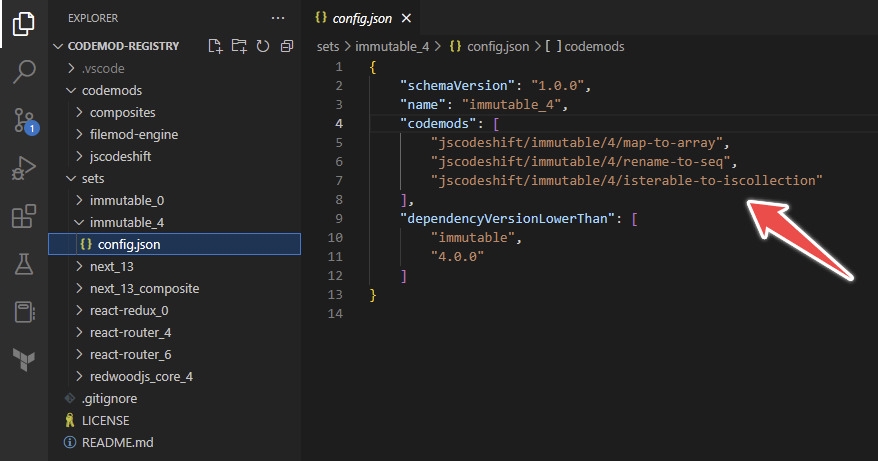 EXPLORER
CODEMOD-REGISTRY
.vscode
codemods
composites
filemod-engine
jscodeshift
sets
immutable_0
immutable_4
{} config.json
next_13
next_13_composite
react-redux_0
react-router_4
react-router_6
redwoodjs_core_4
.gitignore
LICENSE
README.md
1
{} config.json
sets > immutable_4 > {} config.json > [ ] codemods
1 {
2 "schemaVersion": "1.0.0",
3 "name": "immutable_4",
4 "codemods": [
5 "jscodeshift/immutable/4/map-to-array",
6 "jscodeshift/immutable/4/rename-to-seq",
7 "jscodeshift/immutable/4/isterable-to-iscollection"
8 ],
9 "dependencyVersionLowerThan": [
10 "immutable",
11 "4.0.0"
12 ]
13 }
14